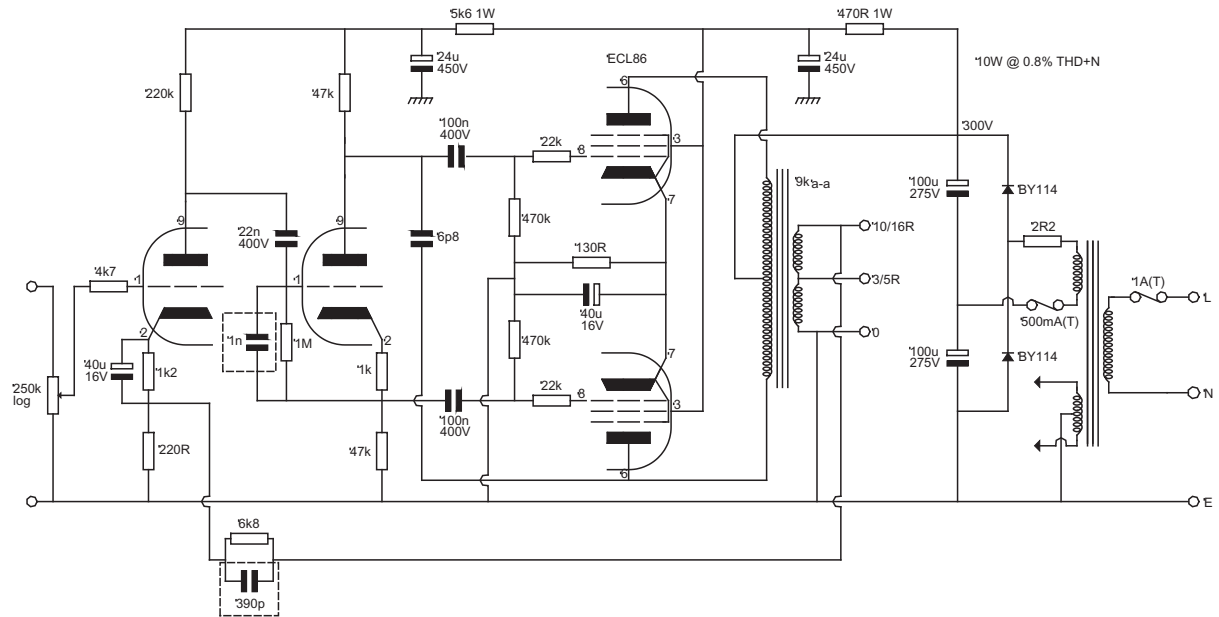 5k6 1W
470R 1W
24u
450V
ECL86
24u
450V
10W @ 0.8% THD+N
220k
47k
6
100n
400V
22k
8
3
300V
9k a-a
100u
275V
BY114
7
9
9
22n
400V
6p8
470k
10/16R
2R2
130R
4k7
1
1
3/5R
1A(T)
L
500mA(T)
40u
16V
2
1n
1M
2
470k
0
7
BY114
100u
275V
40u
16V
1k2
1k
22k
8
3
250k
log
N
100n
400V
220R
47k
6
E
6k8
390p